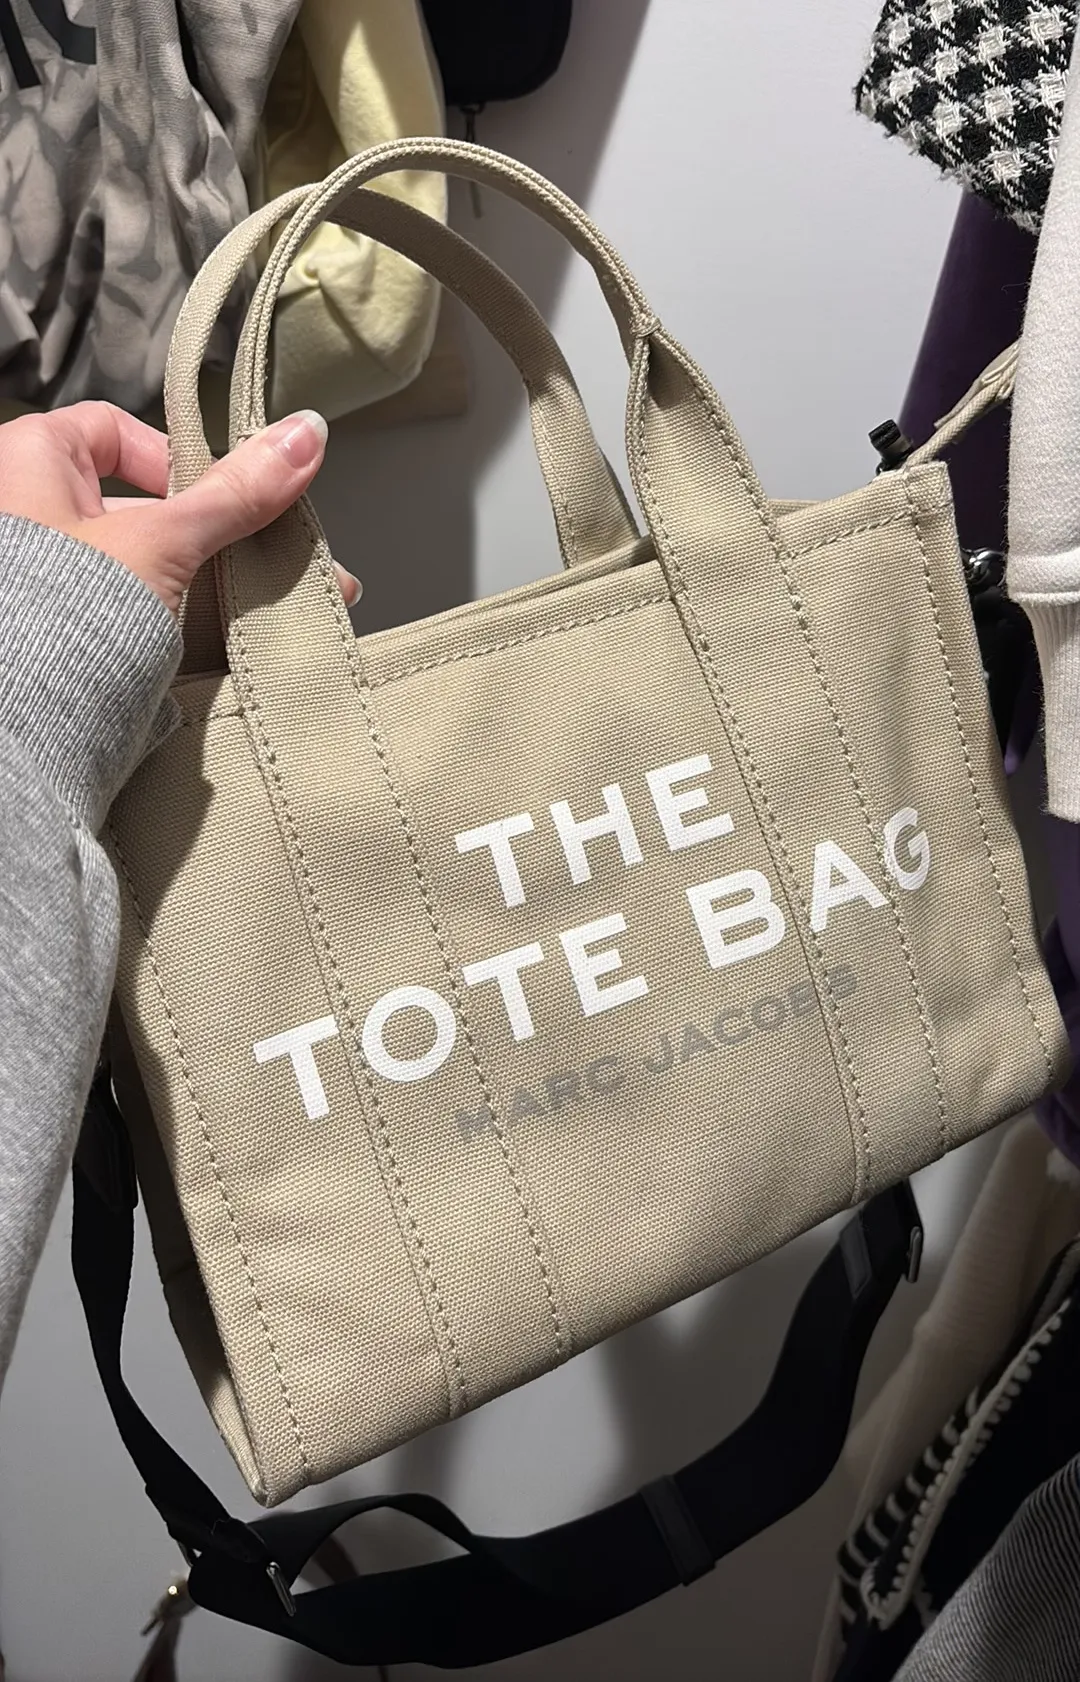 THE
TOTE BAG
MARC JACOBS